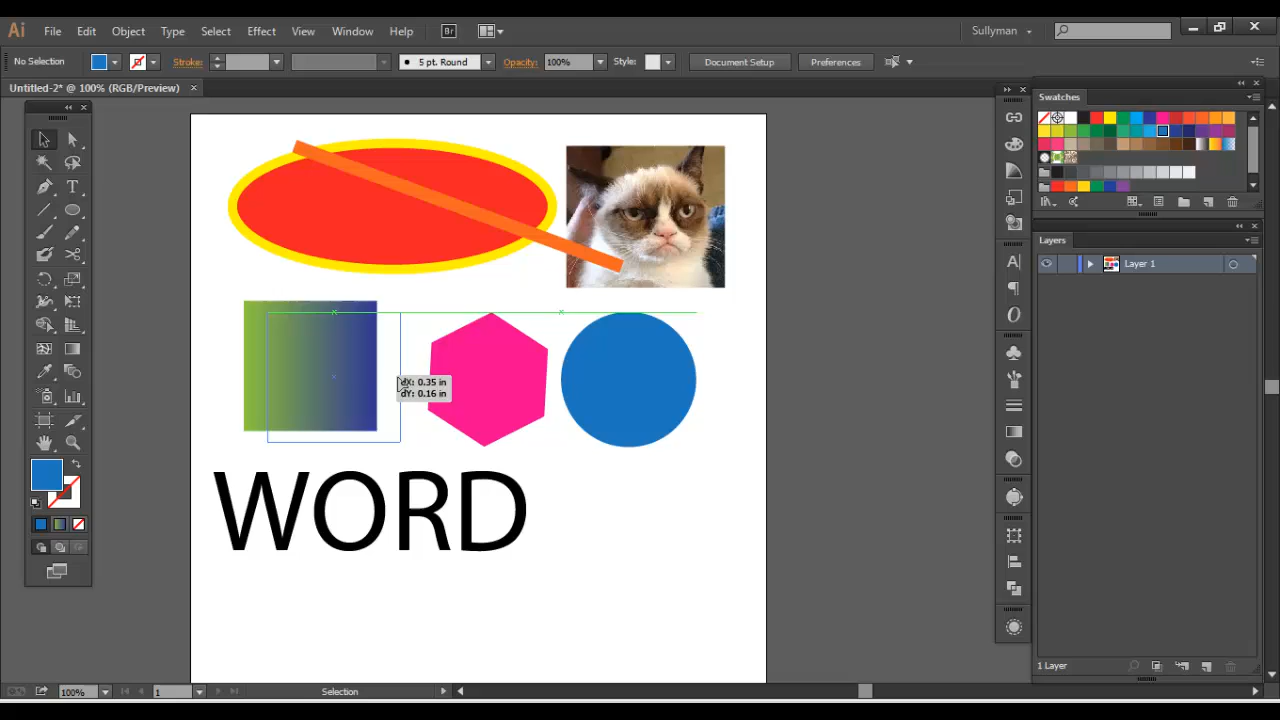 Ai File Edit Object Type Select Effect View Window Help Br Sullyman
No Selection Stroke: 5 pt. Round Opacity: 100% Style: Document Setup Preferences
Untitled-2* @ 100% (RGB/Preview) ×
Swatches
Layers
Layer 1
dX: 0.35 in
dY: 0.16 in
WORD
1 Layer
100% 1 Selection